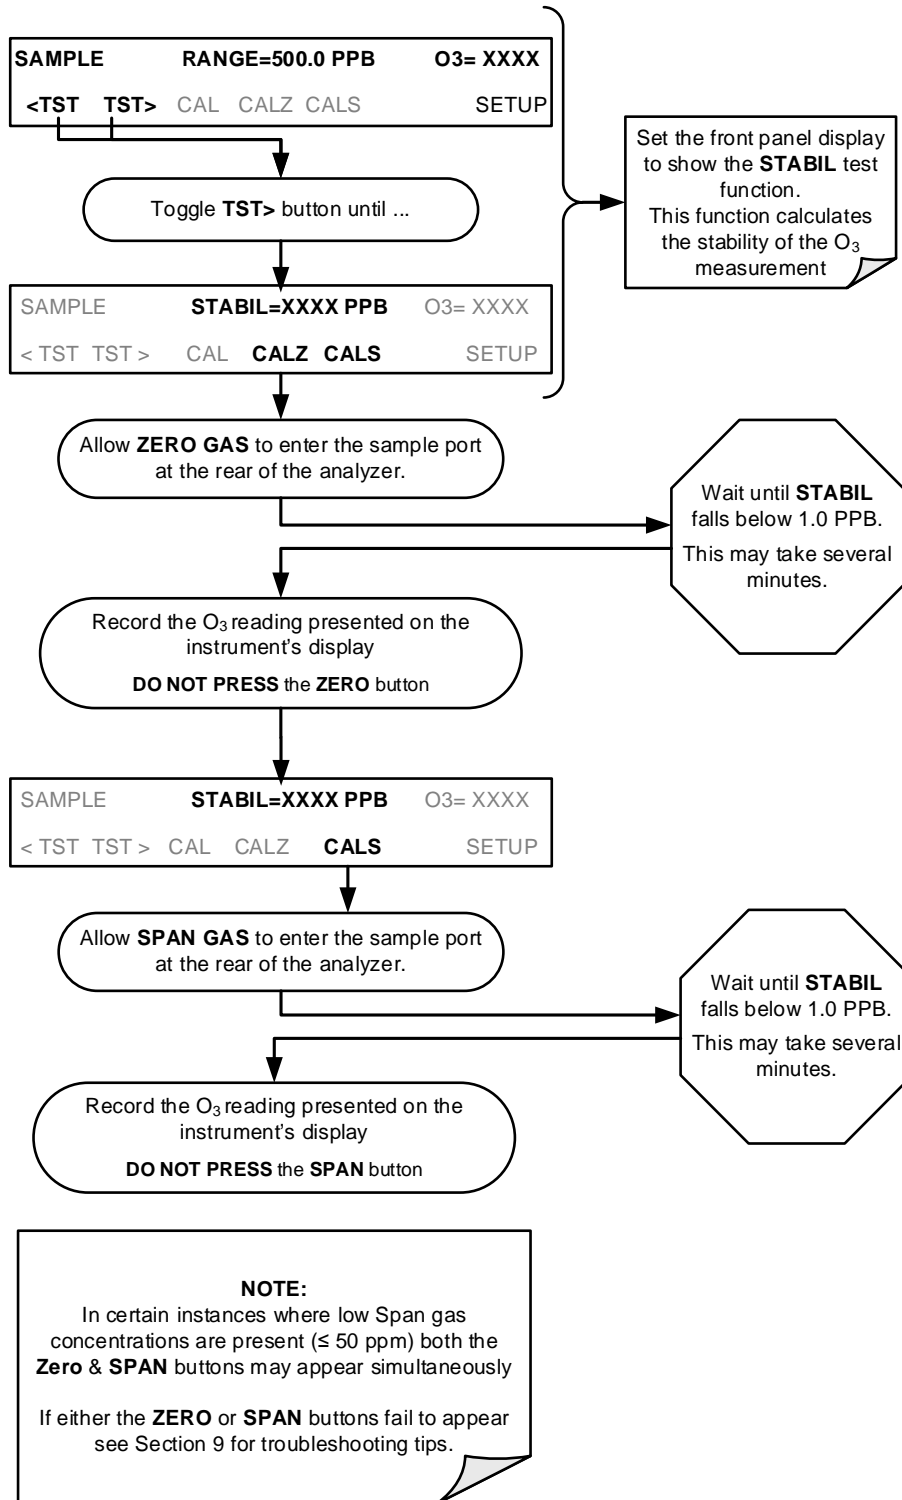 SAMPLE RANGE=500.0 PPB O3= XXXX
<TST TST> CAL CALZ CALS SETUP
Set the front panel display
to show the STABIL test
function.
This function calculates
the stability of the O3
measurement
Toggle TST> button until ...
SAMPLE STABIL=XXXX PPB O3= XXXX
< TST TST > CAL CALZ CALS SETUP
Allow ZERO GAS to enter the sample port
at the rear of the analyzer.
Wait until STABIL
falls below 1.0 PPB.
This may take several
minutes.
Record the O3 reading presented on the
instrument's display
DO NOT PRESS the ZERO button
SAMPLE STABIL=XXXX PPB O3= XXXX
< TST TST > CAL CALZ CALS SETUP
Allow SPAN GAS to enter the sample port
at the rear of the analyzer.
Wait until STABIL
falls below 1.0 PPB.
This may take several
minutes.
Record the O3 reading presented on the
instrument's display
DO NOT PRESS the SPAN button
NOTE:
In certain instances where low Span gas
concentrations are present (≤ 50 ppm) both the
Zero & SPAN buttons may appear simultaneously
If either the ZERO or SPAN buttons fail to appear
see Section 9 for troubleshooting tips.